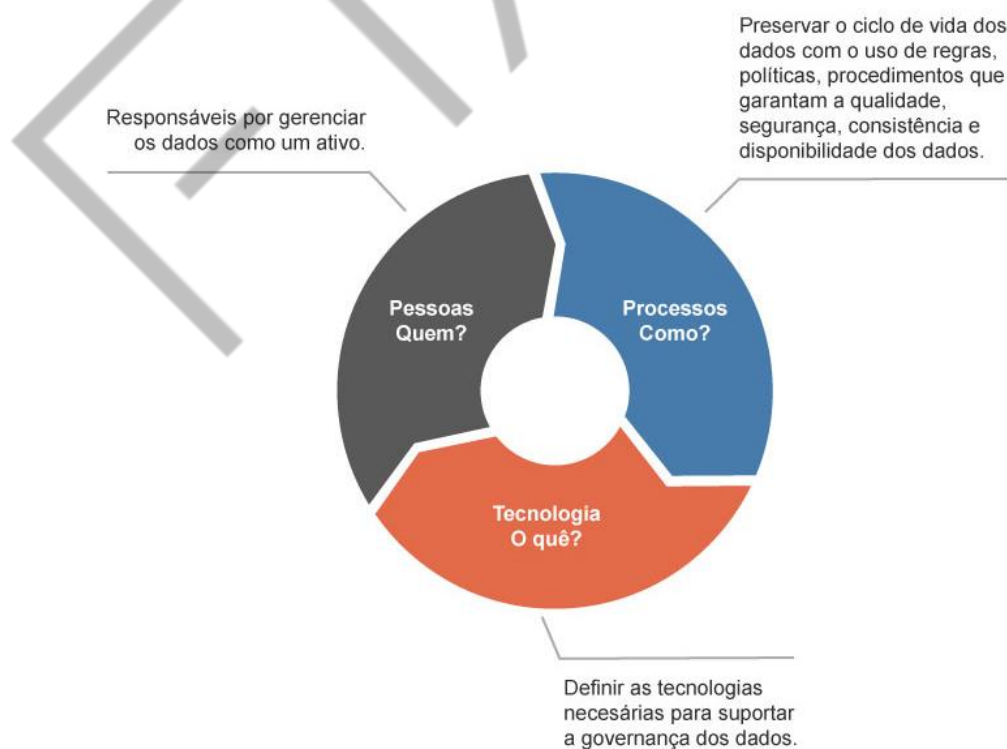 Preservar o ciclo de vida dos
dados com o uso de regras,
políticas, procedimentos que
garantam a qualidade,
segurança, consistência e
disponibilidade dos dados.
Responsáveis por gerenciar
os dados como um ativo.
Pessoas
Quem?
Processos
Como?
Tecnologia
O quê?
Definir as tecnologias
necesárias para suportar
a governança dos dados.